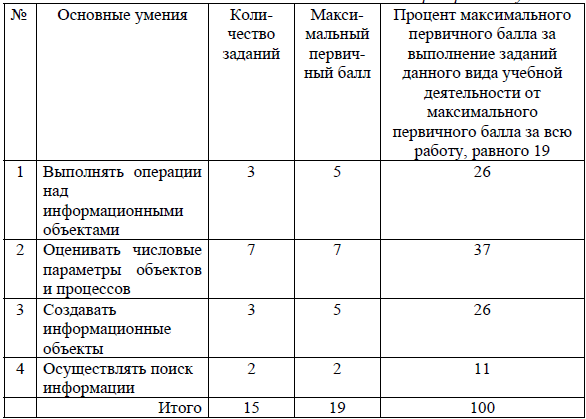 № Основные умения Коли- Макси- Процент максимального
чество мальный первичного балла за
заданий первич- выполнение заданий
ный балл данного вида учебной
деятельности от
максимального
первичного балла за всю
работу, равного 19
1 Выполнять операции 3 5 26
над
информационными
объектами
2 Оценивать числовые 7 7 37
параметры объектов
и процессов
3 Создавать 3 5 26
информационные
объекты
4 Осуществлять поиск 2 2 11
информации
Итого 15 19 100